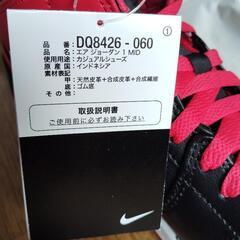 ①
品番: DQ8426-060
品名: エア ジョーダン 1 MID
使用用途: カジュアルシューズ
原産国: インドネシア
素材表記:
甲: 天然皮革+合成皮革+合成繊維
底: ゴム底
その他:
取扱説明書
ご使用前に必ずお読みください。